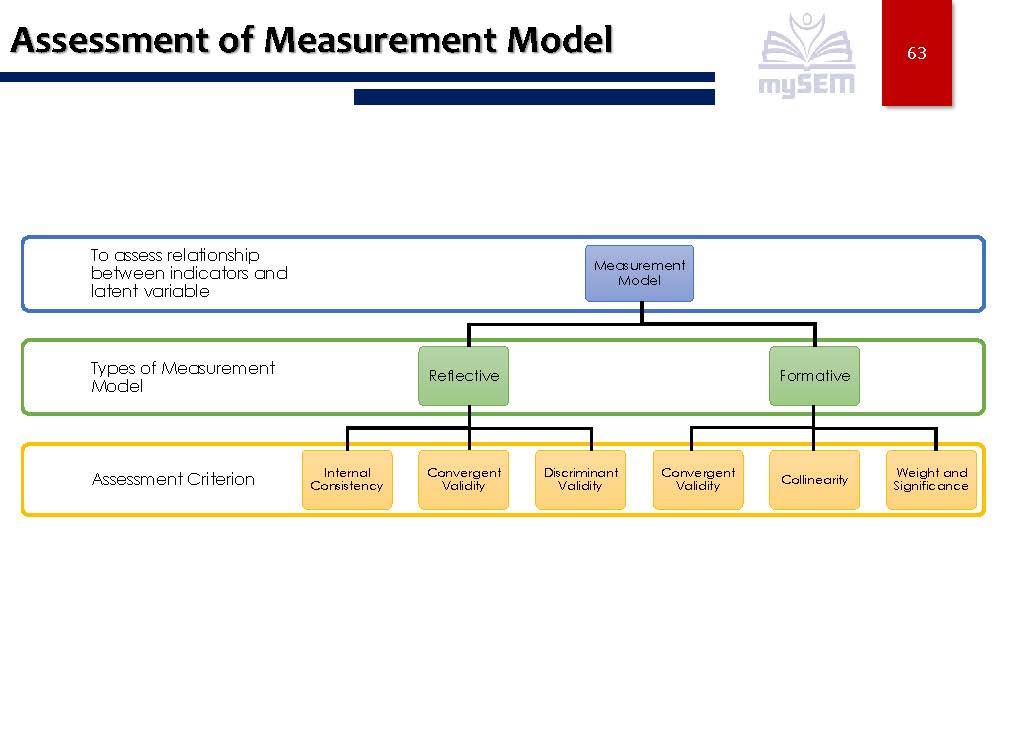 Assessment of Measurement Model
mySEM
63
To assess relationship
between indicators and
latent variable
Measurement
Model
Types of Measurement
Model
Reflective
Formative
Assessment Criterion
Internal
Consistency
Convergent
Validity
Discriminant
Validity
Convergent
Validity
Collinearity
Weight and
Significance